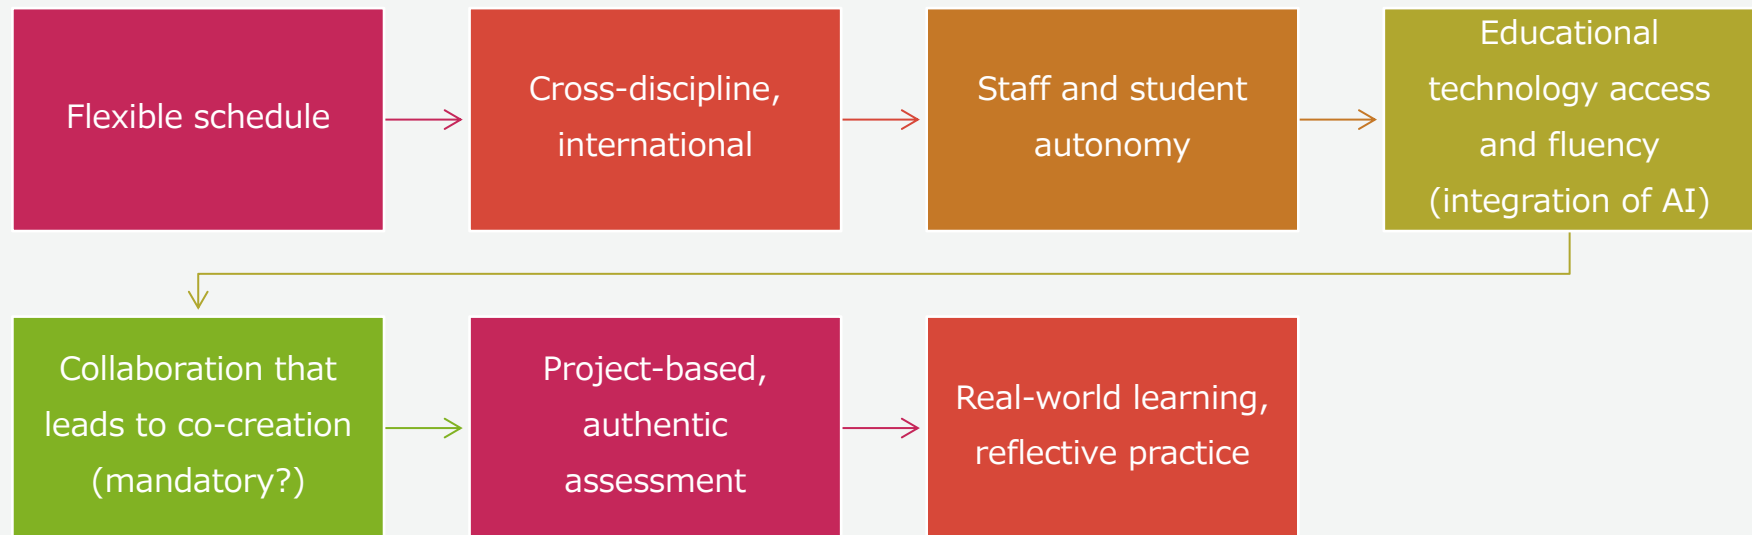 Flexible schedule
Cross-discipline,
international
Staff and student
autonomy
Educational
technology access
and fluency
(integration of AI)
Collaboration that
leads to co-creation
(mandatory?)
Project-based,
authentic
assessment
Real-world learning,
reflective practice